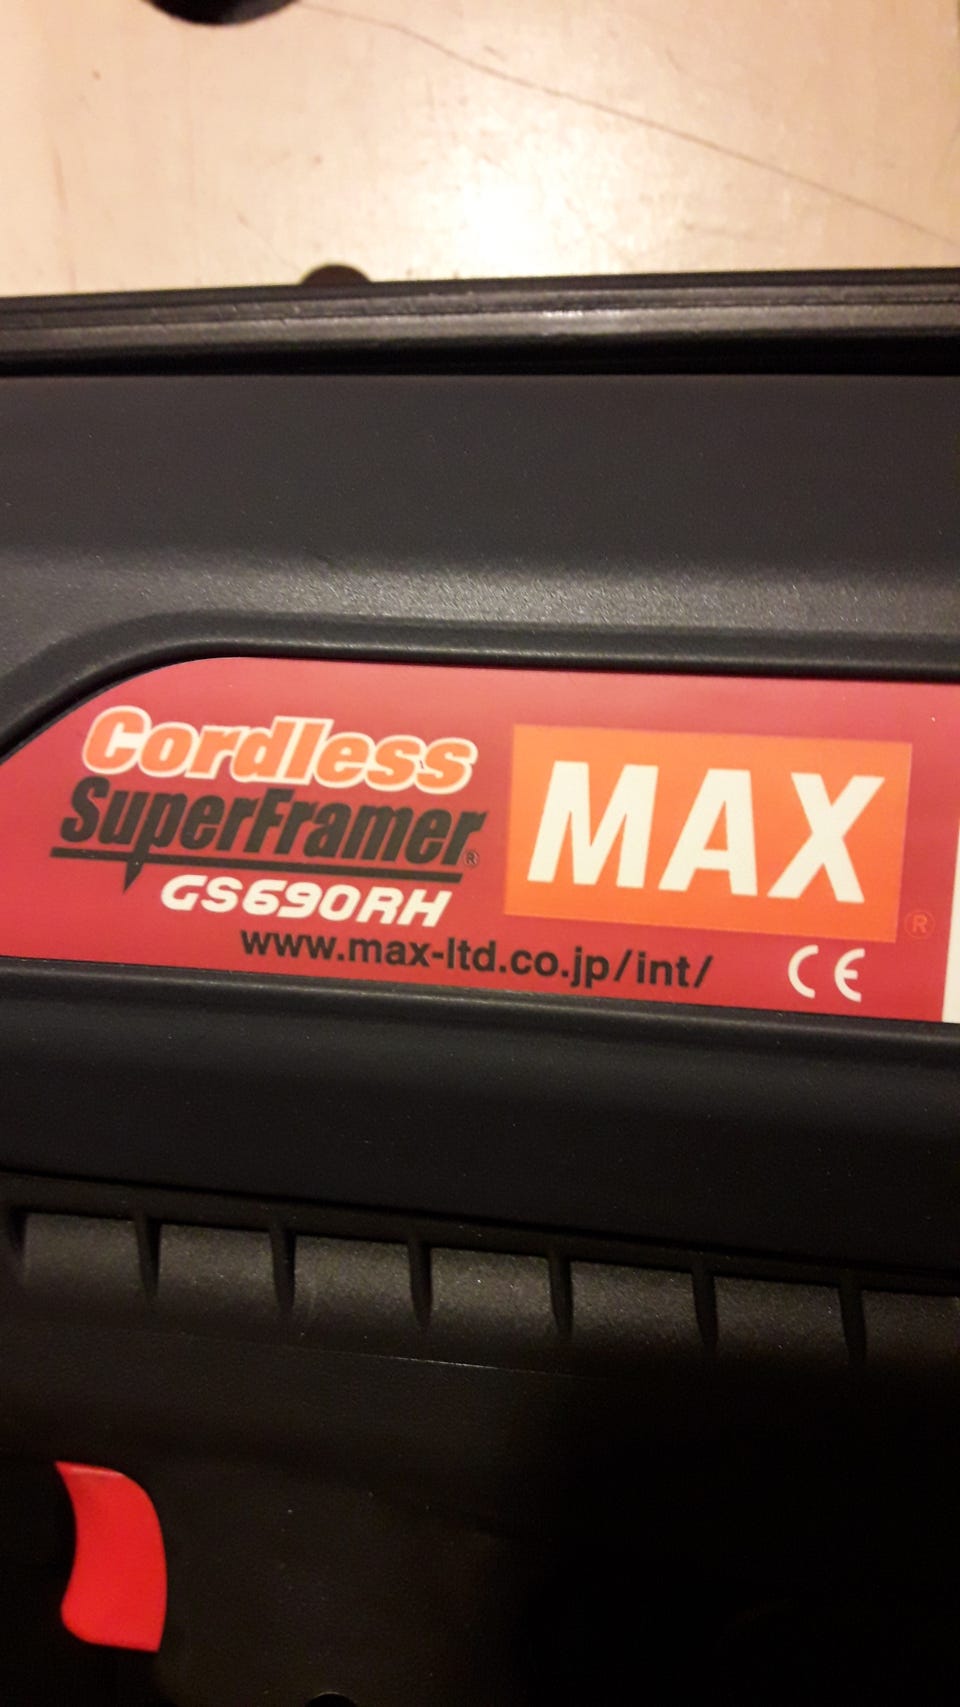 Cordless
SuperFramer®
GS690RH
www.max-ltd.co.jp/int/
MAX®
CE